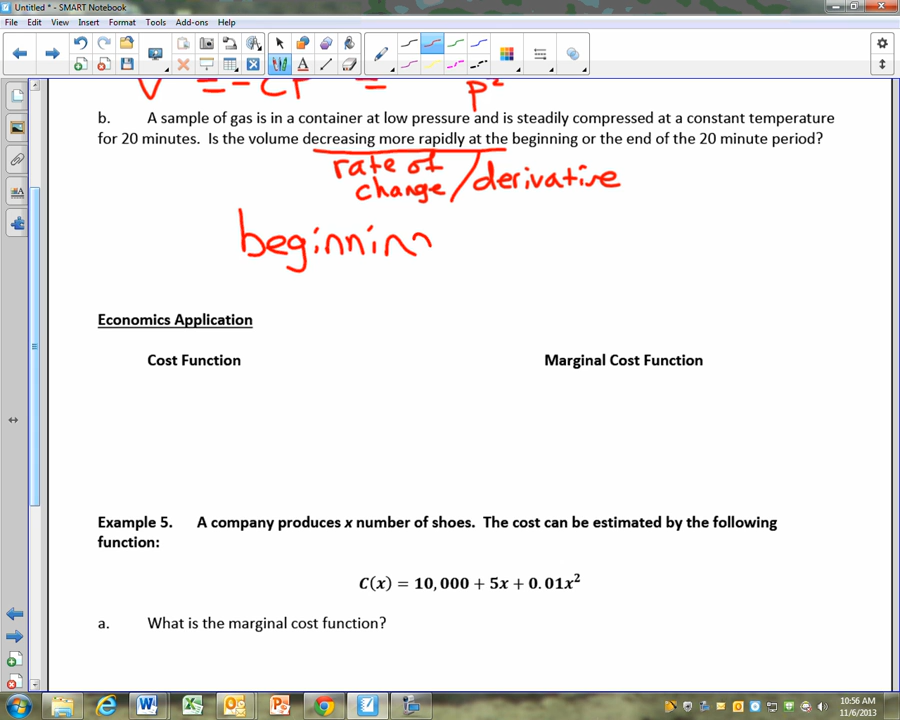 Untitled * - SMART Notebook
File Edit View Insert Format Tools Add-ons Help
V' = -CP = P²
b. A sample of gas is in a container at low pressure and is steadily compressed at a constant temperature
for 20 minutes. Is the volume decreasing more rapidly at the beginning or the end of the 20 minute period?
rate of
change / derivative
beginnin
Economics Application
Cost Function Marginal Cost Function
Example 5. A company produces x number of shoes. The cost can be estimated by the following
function:
C(x) = 10,000 + 5x + 0.01x²
a. What is the marginal cost function?
10:56 AM
11/6/2013